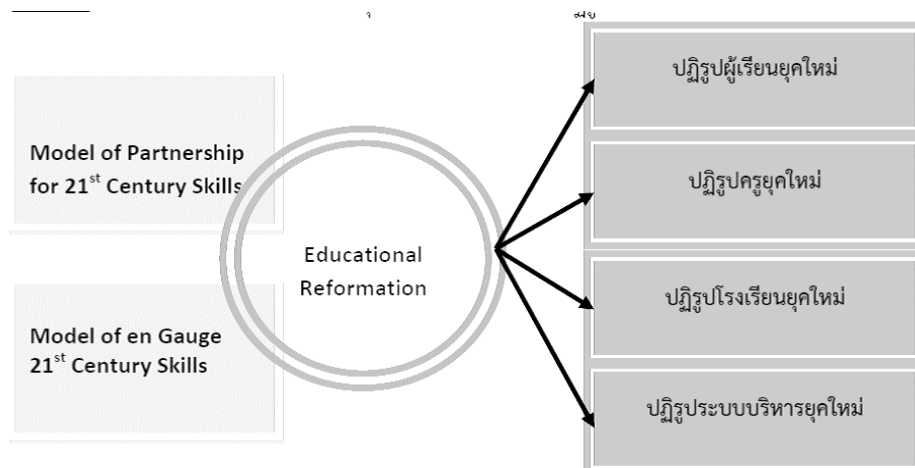 Model of Partnership
for 21st Century Skills
Model of en Gauge
21st Century Skills
Educational
Reformation
ปฏิรูปผู้เรียนยุคใหม่
ปฏิรูปครูยุคใหม่
ปฏิรูปโรงเรียนยุคใหม่
ปฏิรูประบบบริหารยุคใหม่